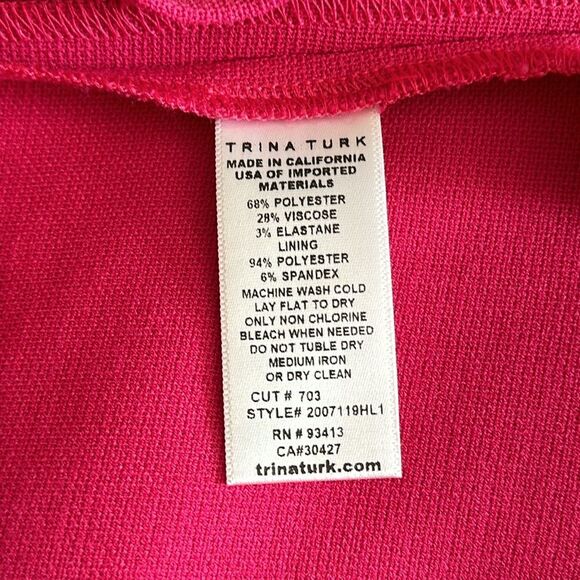 TRINA TURK
MADE IN CALIFORNIA
USA OF IMPORTED
MATERIALS
68% POLYESTER
28% VISCOSE
3% ELASTANE
LINING
94% POLYESTER
6% SPANDEX
MACHINE WASH COLD
LAY FLAT TO DRY
ONLY NON CHLORINE
BLEACH WHEN NEEDED
DO NOT TUBLE DRY
MEDIUM IRON
OR DRY CLEAN
CUT # 703
STYLE# 2007119HL1
RN # 93413
CA#30427
trinaturk.com